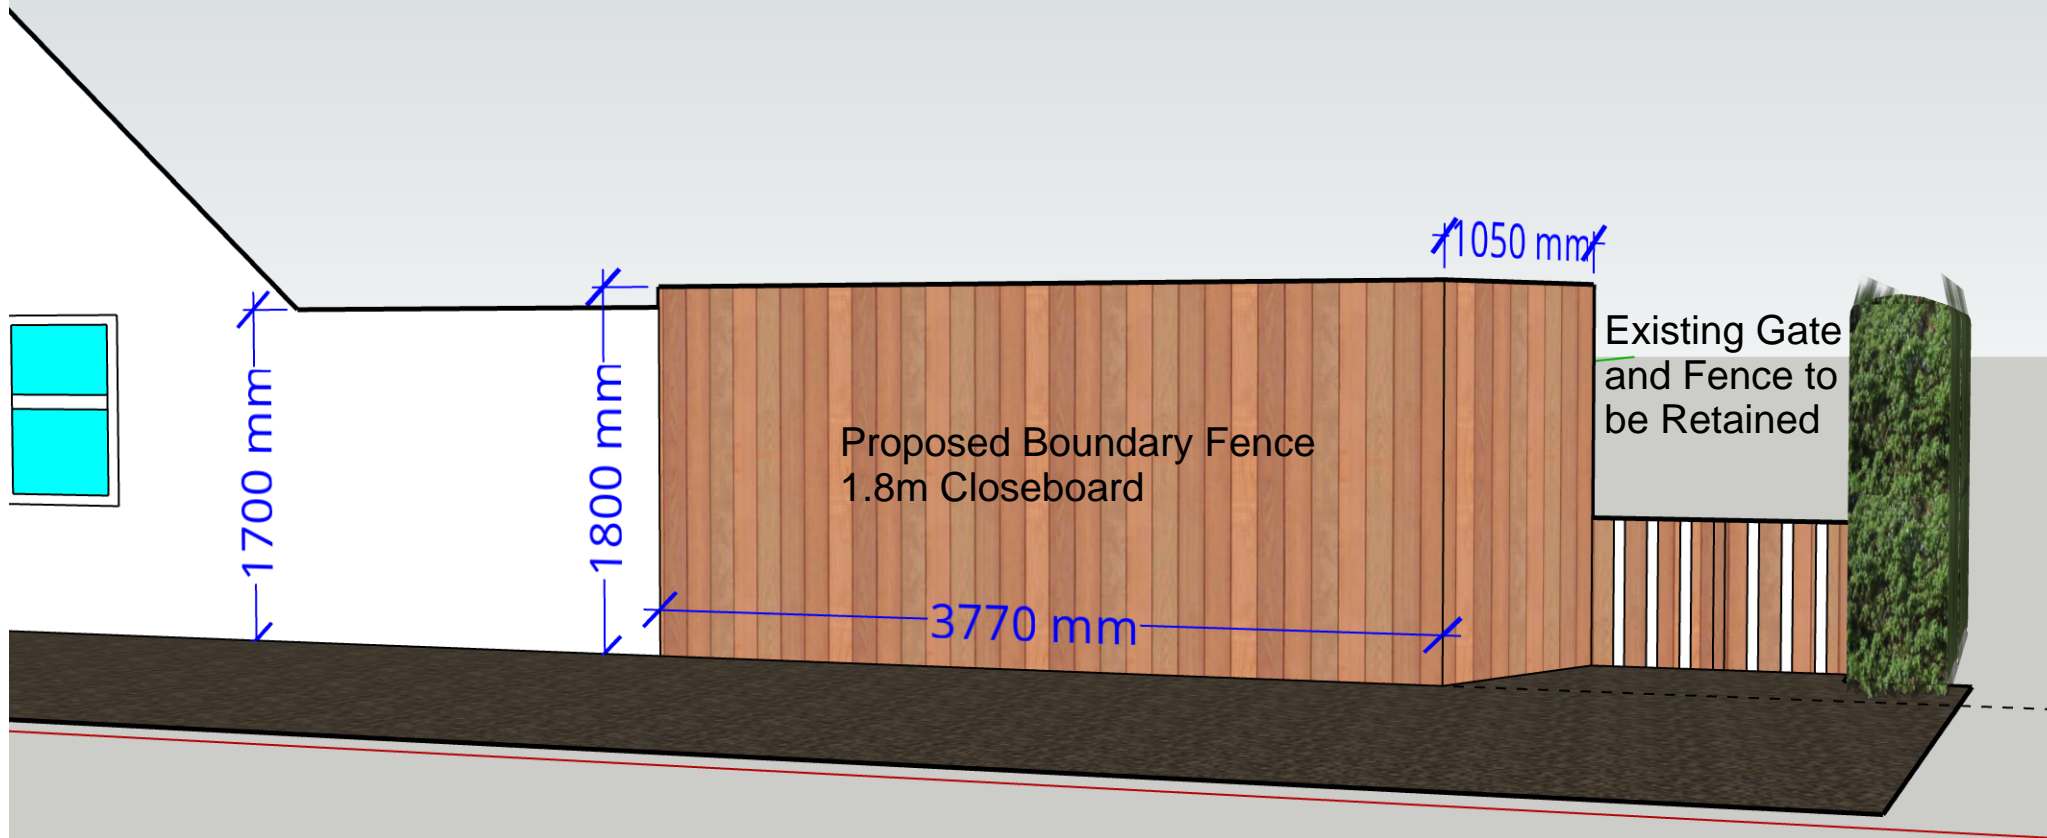 1050 mm
Existing Gate
and Fence to
be Retained
1700 mm
1800 mm
Proposed Boundary Fence
1.8m Closeboard
3770 mm